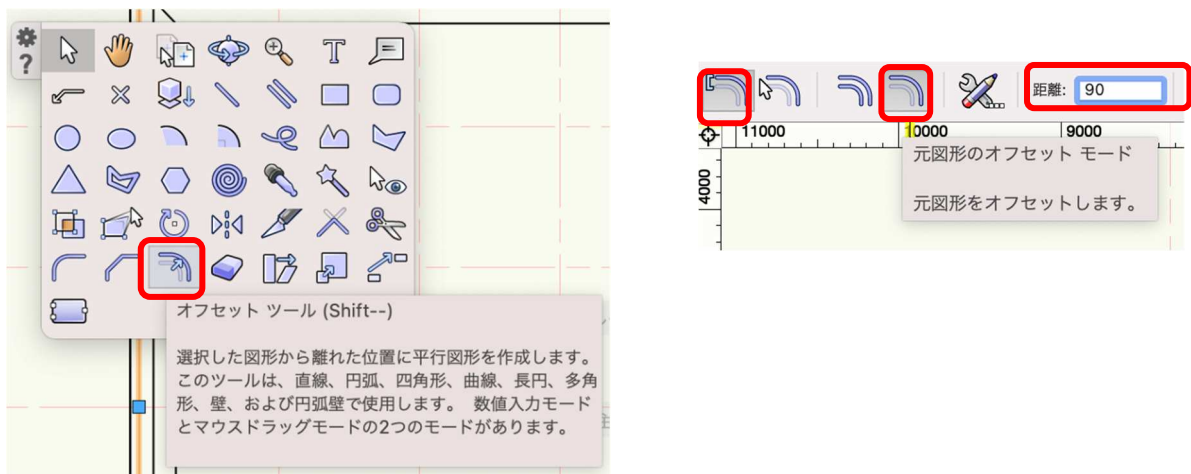 ?
T
オフセット ツール (Shift--)
選択した図形から離れた位置に平行図形を作成します。
このツールは、直線、円弧、四角形、曲線、長円、多角
形、壁、および円弧壁で使用します。 数値入力モード
とマウスドラッグモードの2つのモードがあります。
距離: 90
11000 10000 9000
4000
元図形のオフセット モード
元図形をオフセットします。